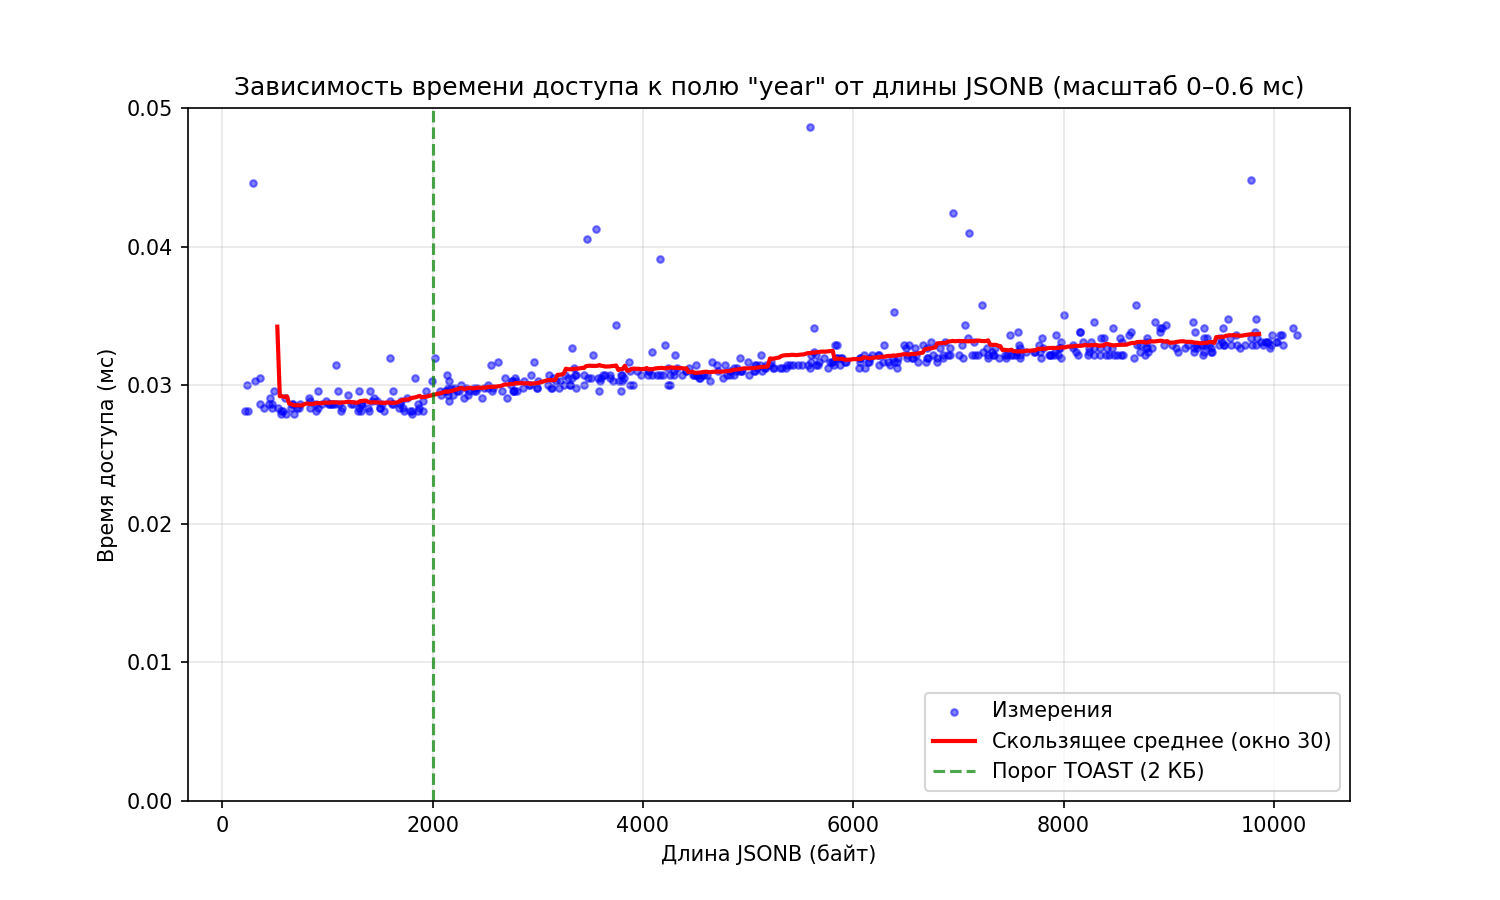 Зависимость времени доступа к полю "year" от длины JSONB (масштаб 0–0.6 мс)
0.05
0.04
0.03
0.02
0.01
0.00
Время доступа (мс)
0
2000
4000
6000
8000
10000
Длина JSONB (байт)
Измерения
Скользящее среднее (окно 30)
Порог TOAST (2 КБ)